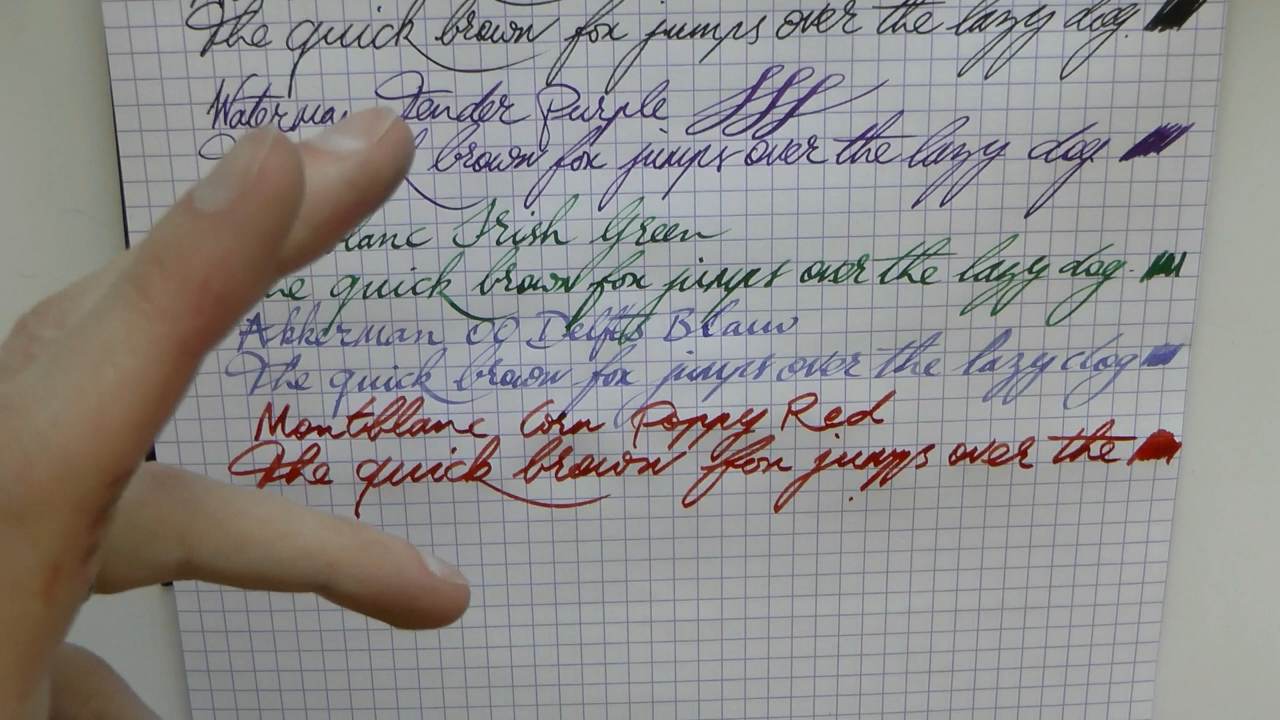 The quick brown fox jumps over the lazy dog.
Tender Purple
brown fox jumps over the lazy dog
Irish Green
quick brown fox jumps over the lazy dog.
Akkerman 09 Delfts Blauw
The quick brown fox jumps over the lazy dog
Montblanc Corn Poppy Red
The quick brown fox jumps over the